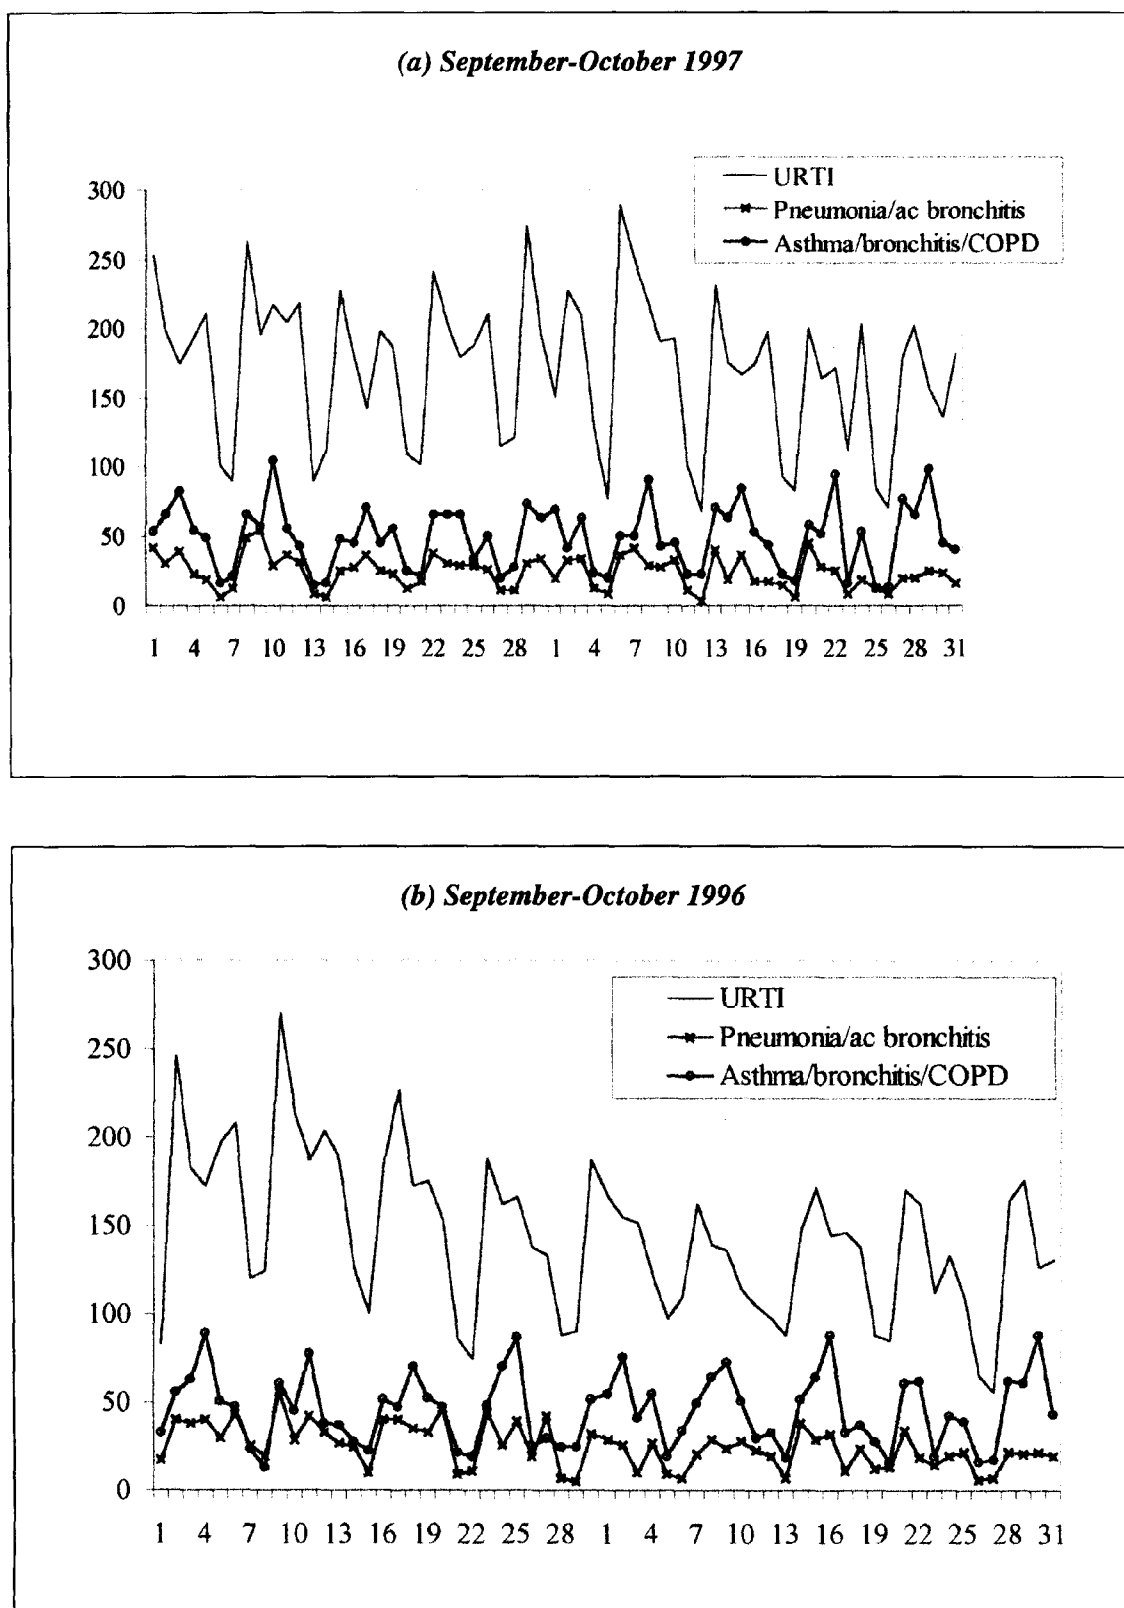 (a) September-October 1997
URTI
Pneumonia/ac bronchitis
Asthma/bronchitis/COPD
300
250
200
150
100
50
0
1 4 7 10 13 16 19 22 25 28 1 4 7 10 13 16 19 22 25 28 31
(b) September-October 1996
URTI
Pneumonia/ac bronchitis
Asthma/bronchitis/COPD
300
250
200
150
100
50
0
1 4 7 10 13 16 19 22 25 28 1 4 7 10 13 16 19 22 25 28 31